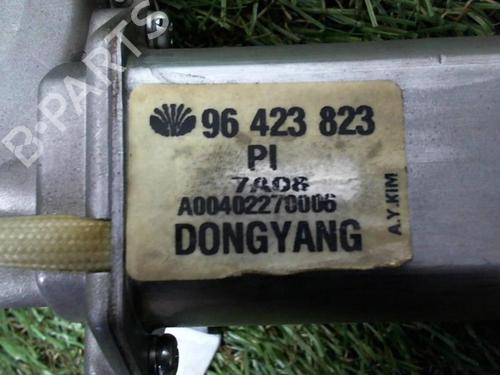 96 423 823
PI
7A08
A00402270006
DONGYANG
A.Y.KIM
B-PARTS